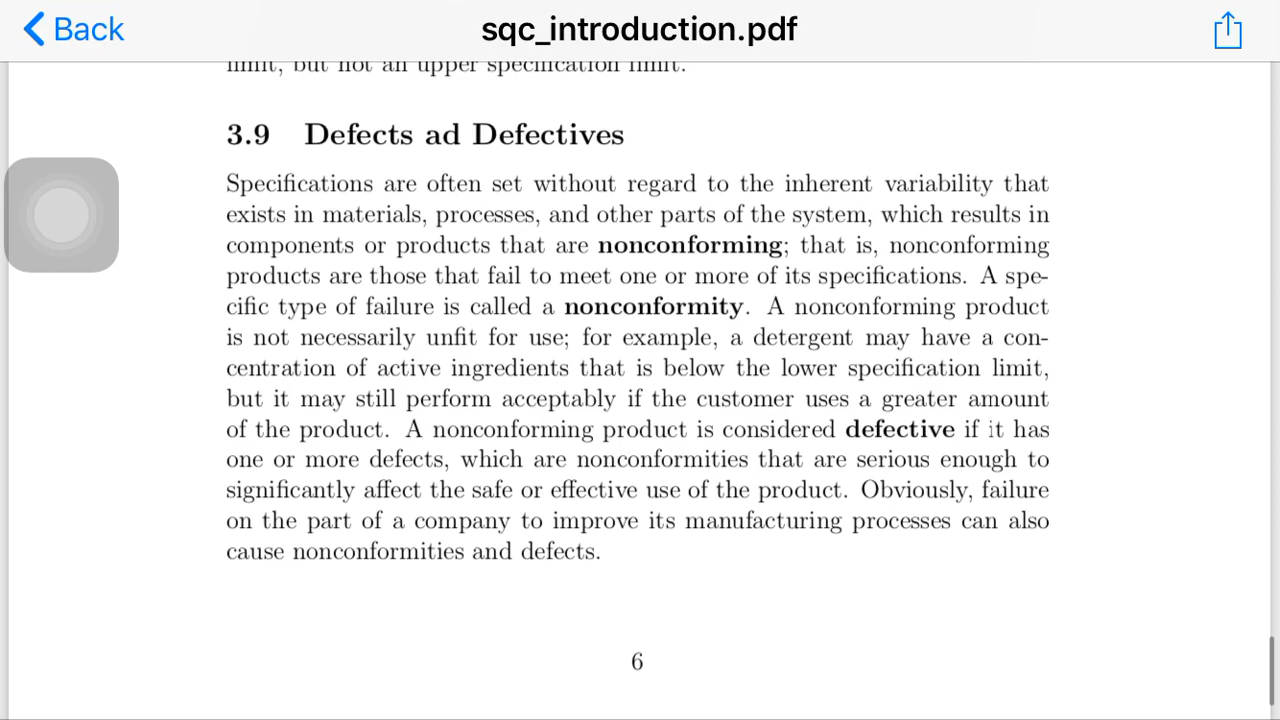 Back
sqc_introduction.pdf
limit, but not an upper specification limit.
3.9 Defects ad Defectives
Specifications are often set without regard to the inherent variability that
exists in materials, processes, and other parts of the system, which results in
components or products that are nonconforming; that is, nonconforming
products are those that fail to meet one or more of its specifications. A spe-
cific type of failure is called a nonconformity. A nonconforming product
is not necessarily unfit for use; for example, a detergent may have a con-
centration of active ingredients that is below the lower specification limit,
but it may still perform acceptably if the customer uses a greater amount
of the product. A nonconforming product is considered defective if it has
one or more defects, which are nonconformities that are serious enough to
significantly affect the safe or effective use of the product. Obviously, failure
on the part of a company to improve its manufacturing processes can also
cause nonconformities and defects.
6